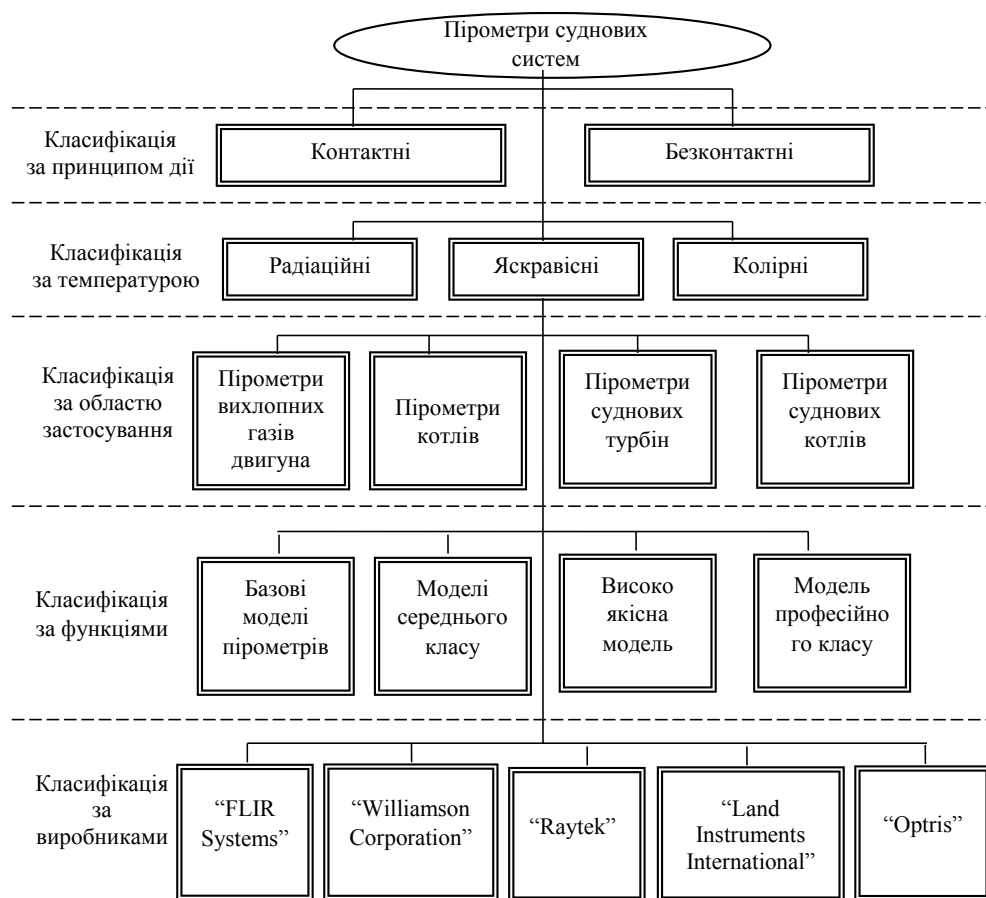 Пірометри суднових
систем
Класифікація
за принципом дії
Контактні
Безконтактні
Класифікація
за температурою
Радіаційні
Яскравісні
Колірні
Класифікація
за областю
застосування
Пірометри
вихлопних
газів
двигуна
Пірометри
котлів
Пірометри
суднових
турбін
Пірометри
суднових
котлів
Класифікація
за функціями
Базові
моделі
пірометрів
Моделі
середнього
класу
Високо
якісна
модель
Модель
професійно
го класу
Класифікація
за
виробниками
“FLIR
Systems”
“Williamson
Corporation”
“Raytek”
“Land
Instruments
International”
“Optris”